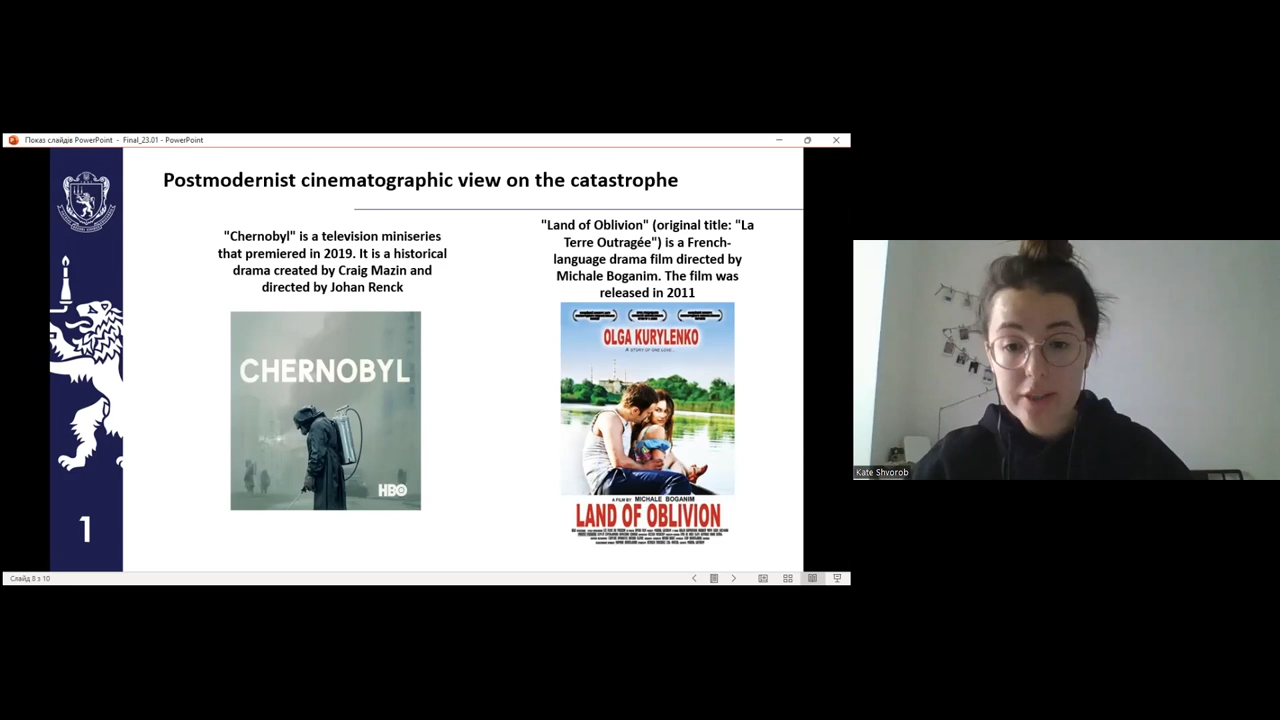 Показ слайдів PowerPoint - Final_23.01 - PowerPoint
Postmodernist cinematographic view on the catastrophe
"Chernobyl" is a television miniseries
that premiered in 2019. It is a historical
drama created by Craig Mazin and
directed by Johan Renck
"Land of Oblivion" (original title: "La
Terre Outragée") is a French-
language drama film directed by
Michale Boganim. The film was
released in 2011
CHERNOBYL
HBO
OLGA KURYLENKO
A STORY OF ONE LOVE...
A FILM BY MICHALE BOGANIM
LAND OF OBLIVION
1
Слайд 8 з 10
Kate Shvorob